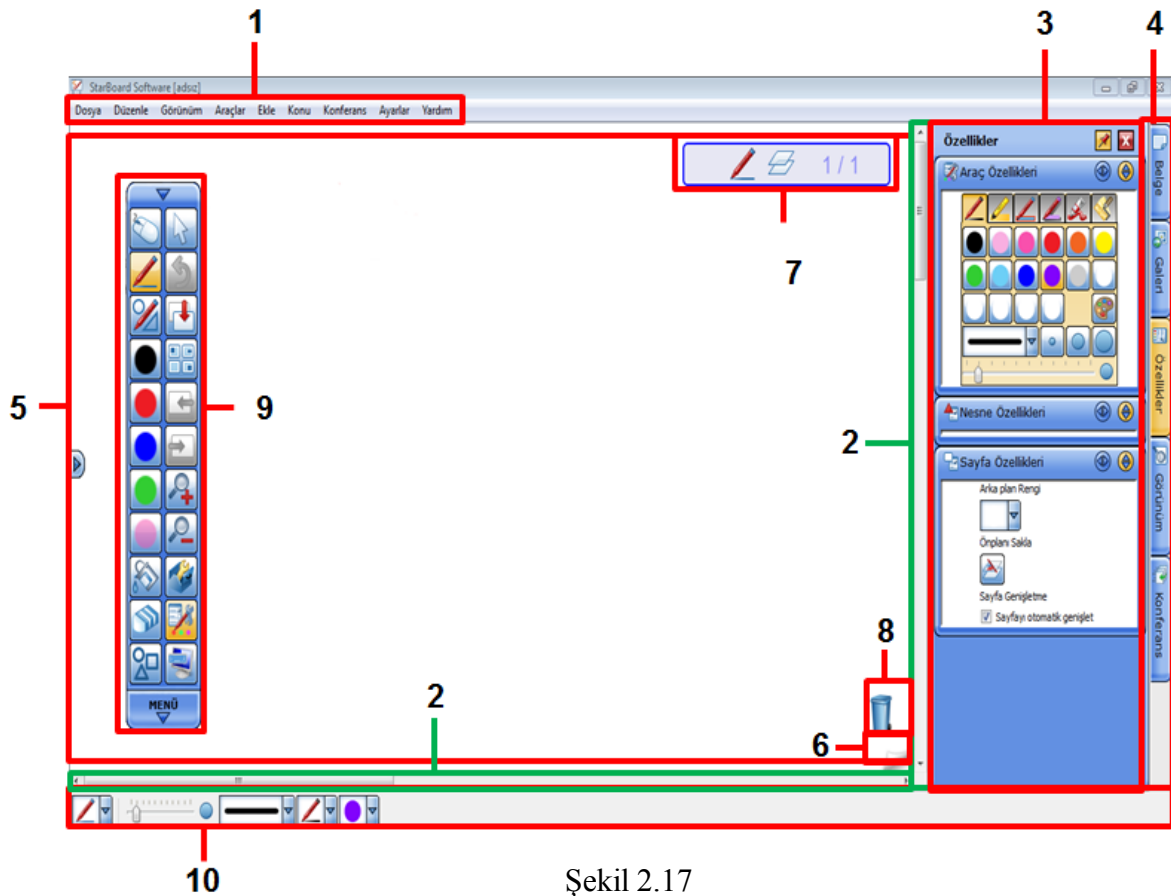 1
3
4
StarBoard Software [adsız]
Dosya Düzenle Görünüm Araçlar Ekle Konu Konferans Ayarlar Yardım
1/1
7
Özellikler
Araç Özellikleri
Nesne Özellikleri
Sayfa Özellikleri
Arka plan Rengi
Önplanı Sakla
Sayfa Genişletme
Sayfayı otomatik genişlet
Belge
Galeri
Özellikler
Görünüm
Konferans
5
9
2
MENÜ
8
2
6
10
Şekil 2.17